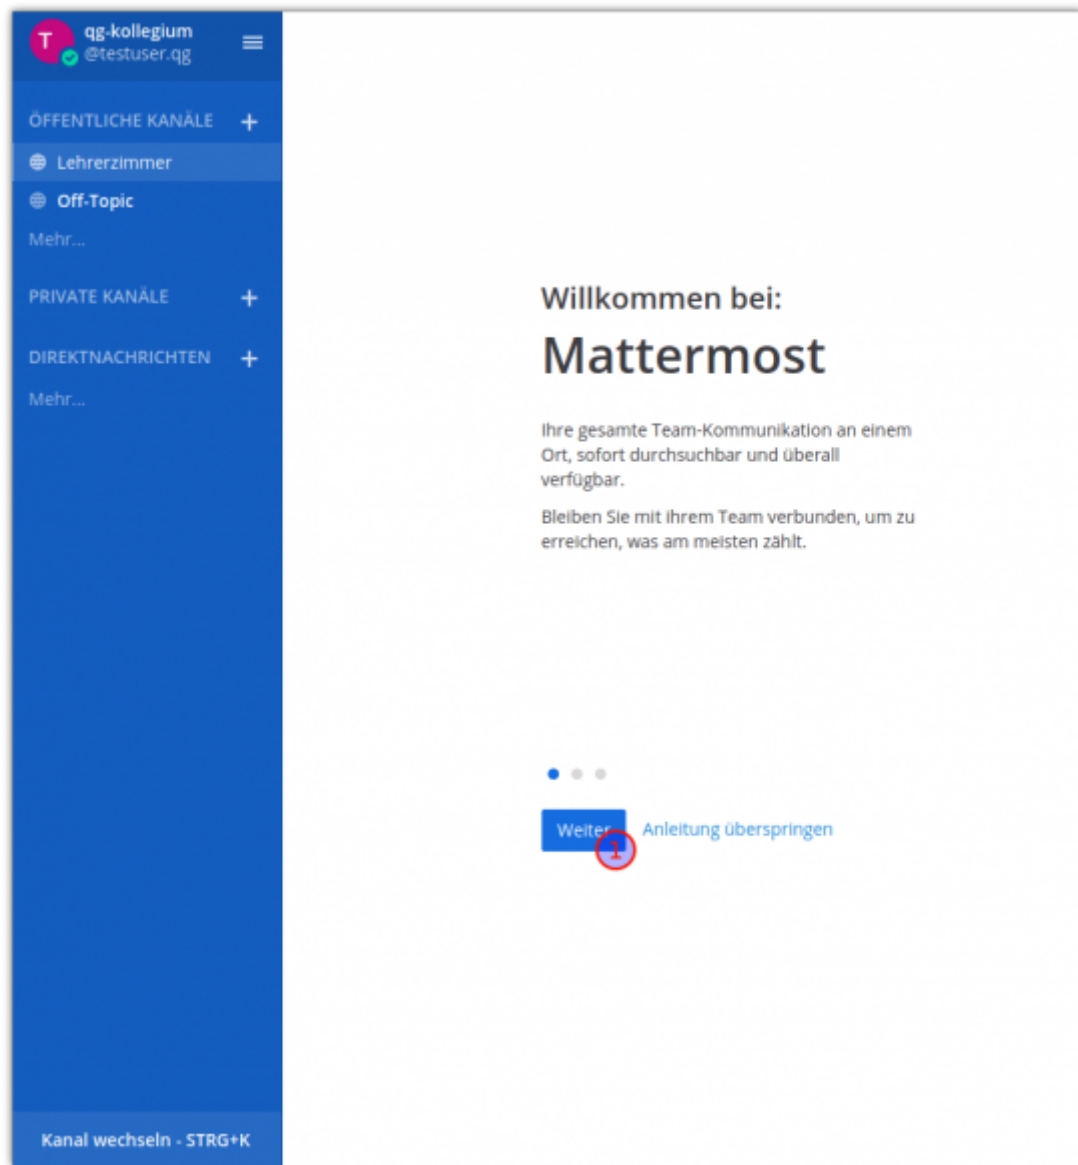 T
qg-kollegium
@testuser.qg
ÖFFENTLICHE KANÄLE
Lehrerzimmer
Off-Topic
Mehr...
PRIVATE KANÄLE
DIREKTNACHRICHTEN
Mehr...
Kanal wechseln - STRG+K
Willkommen bei:
Mattermost
Ihre gesamte Team-Kommunikation an einem
Ort, sofort durchsuchbar und überall
verfügbar.
Bleiben Sie mit ihrem Team verbunden, um zu
erreichen, was am meisten zählt.
Weiter
1
Anleitung überspringen